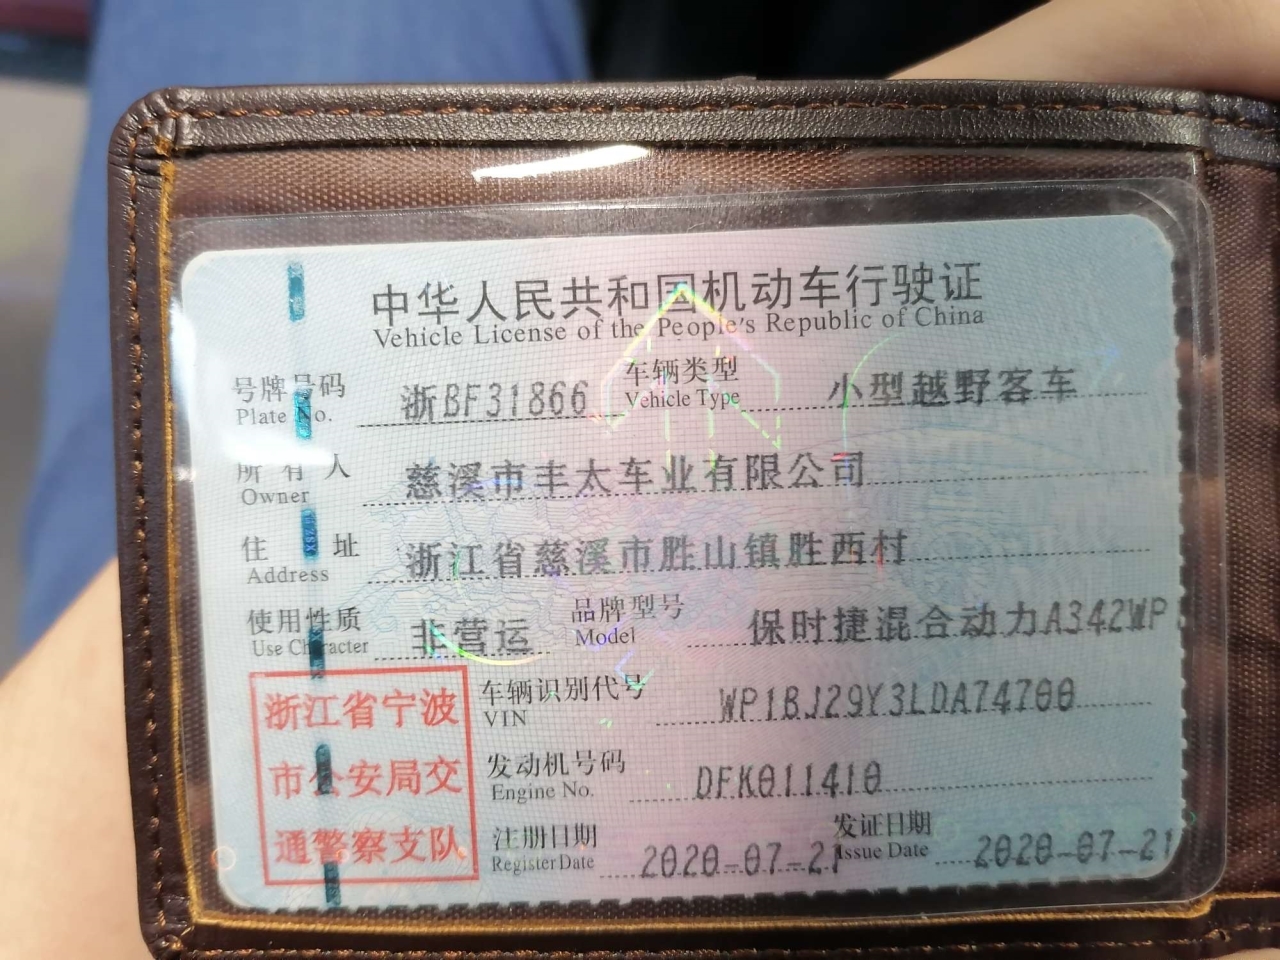 中华人民共和国机动车行驶证
Vehicle License of the People's Republic of China
号牌号码 浙BF31866 车辆类型 小型越野客车
Plate No. Vehicle Type
所有人 慈溪市丰太车业有限公司
Owner
住址 浙江省慈溪市胜山镇胜西村
Address
使用性质 非营运 品牌型号 保时捷混合动力A342WP
Use Character Model
车辆识别代号 WP1BJ29Y3LDA74700
VIN
发动机号码 DFK011410
Engine No.
注册日期 2020-07-21 发证日期 2020-07-21
Register Date Issue Date
浙江省宁波
市公安局交
通警察支队